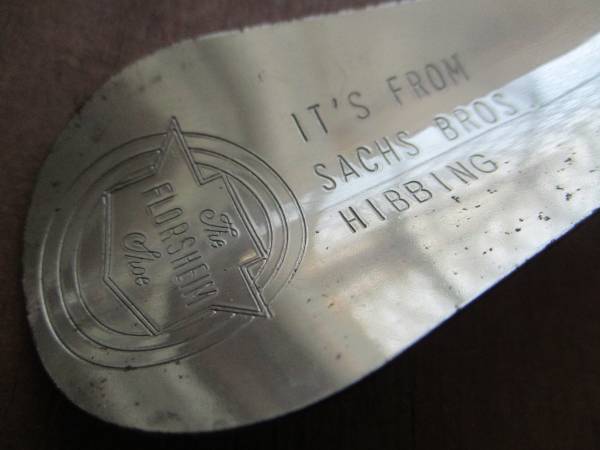 The
FLORSHEIM
Shoe
IT'S FROM
SACHS BROS.
HIBBING